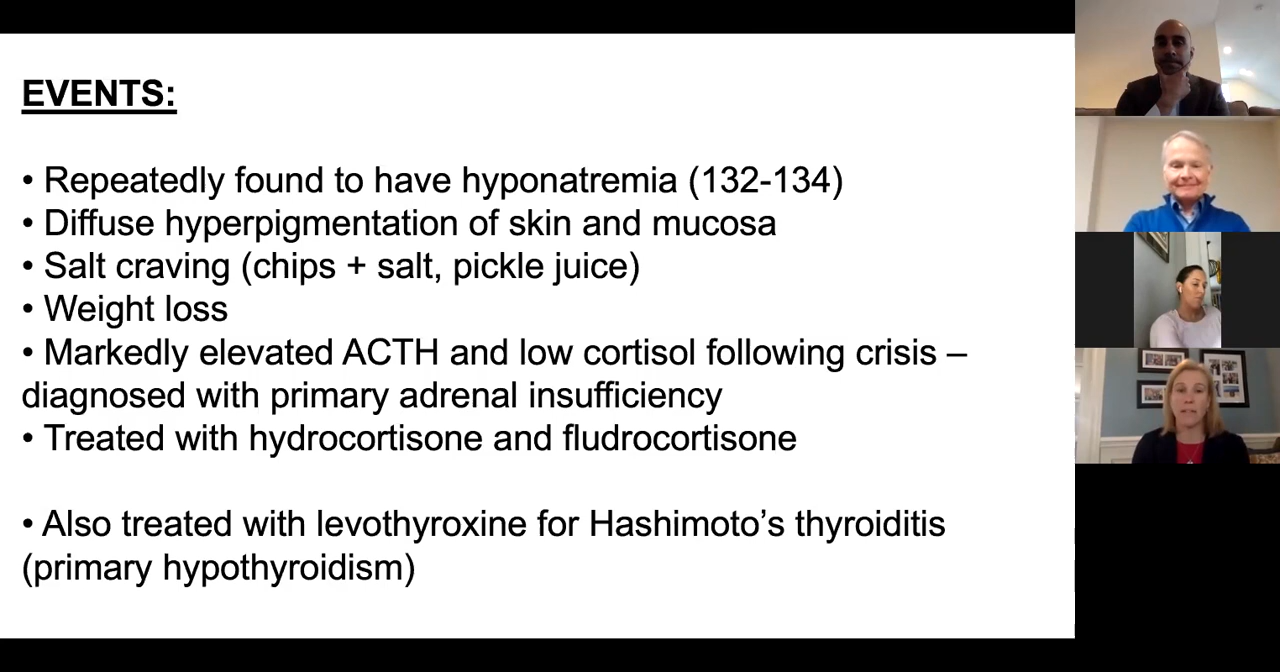 EVENTS:
• Repeatedly found to have hyponatremia (132-134)
• Diffuse hyperpigmentation of skin and mucosa
• Salt craving (chips + salt, pickle juice)
• Weight loss
• Markedly elevated ACTH and low cortisol following crisis –
diagnosed with primary adrenal insufficiency
• Treated with hydrocortisone and fludrocortisone
• Also treated with levothyroxine for Hashimoto’s thyroiditis
(primary hypothyroidism)